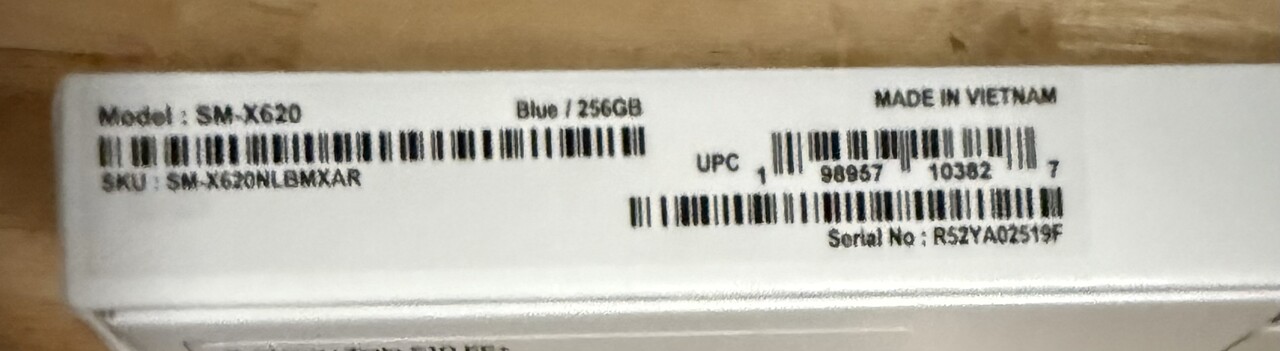 Model : SM-X620
Blue / 256GB
SKU : SM-X620NLBMXAR
MADE IN VIETNAM
UPC 1 98957 10382 7
Serial No : R52YA02519F